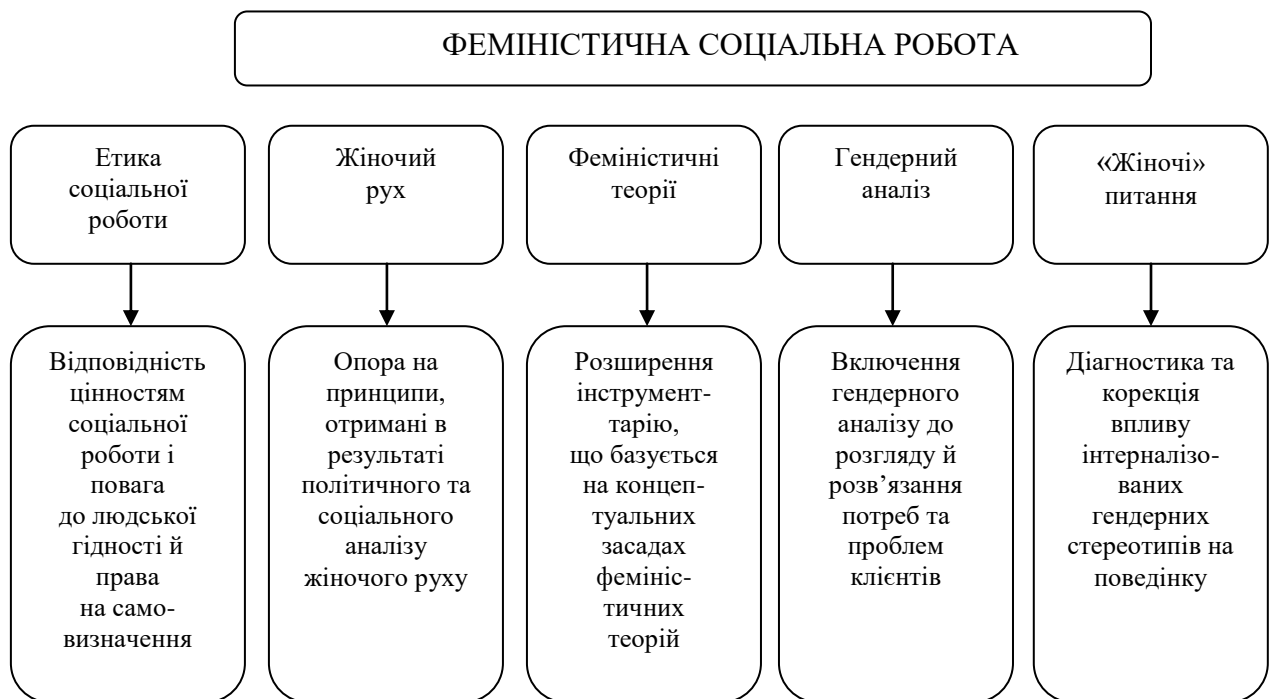 ФЕМІНІСТИЧНА СОЦІАЛЬНА РОБОТА
Етика
соціальної
роботи
Жіночий
рух
Феміністичні
теорії
Гендерний
аналіз
«Жіночі»
питання
Відповідність
цінностям
соціальної
роботи і
повага
до людської
гідності й
права
на само-
визначення
Опора на
принципи,
отримані в
результаті
політичного та
соціального
аналізу
жіночого руху
Розширення
інструмент-
тарію,
що базується
на концеп-
туальних
засадах
фемініс-
тичних
теорій
Включення
гендерного
аналізу до
розгляду й
розв’язання
потреб та
проблем
клієнтів
Діагностика та
корекція
впливу
інтерналізо-
ваних
гендерних
стереотипів на
поведінку